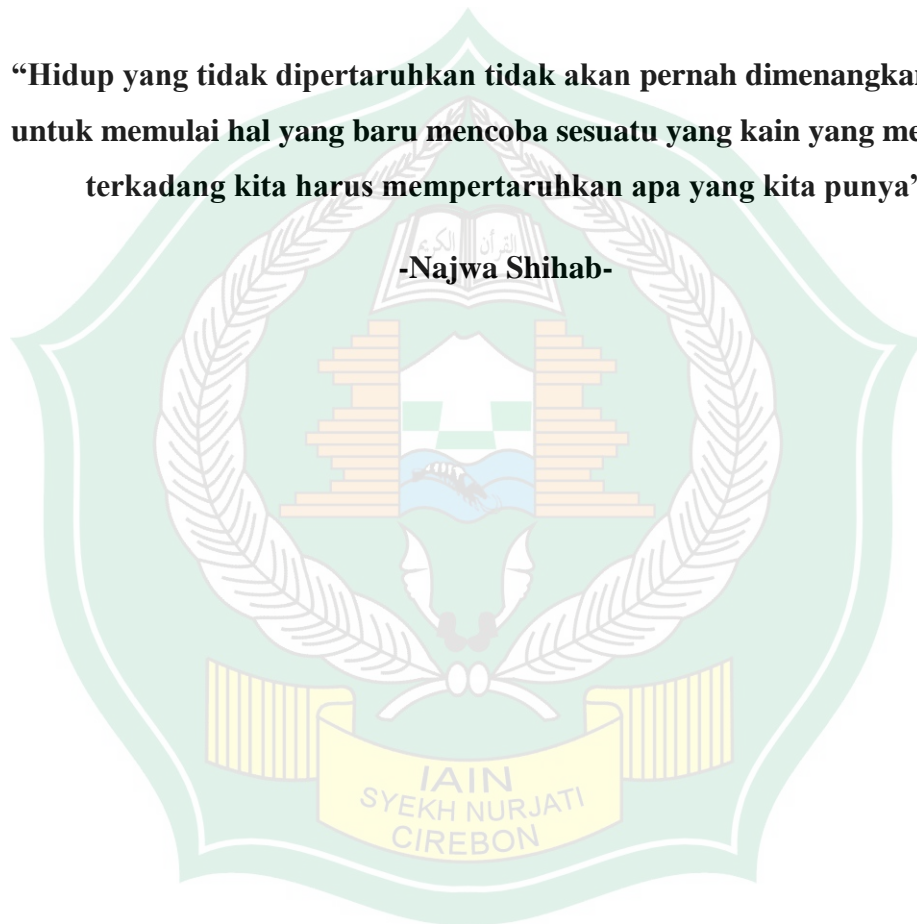 “Hidup yang tidak dipertaruhkan tidak akan pernah
untuk memulai hal yang baru mencoba sesuatu yang kain yang
terkadang kita harus mempertaruhkan apa yang kita punya”
القرآن الكريم
-Najwa Shihab-
IAIN
SYEKH NURJATI
CIREBON